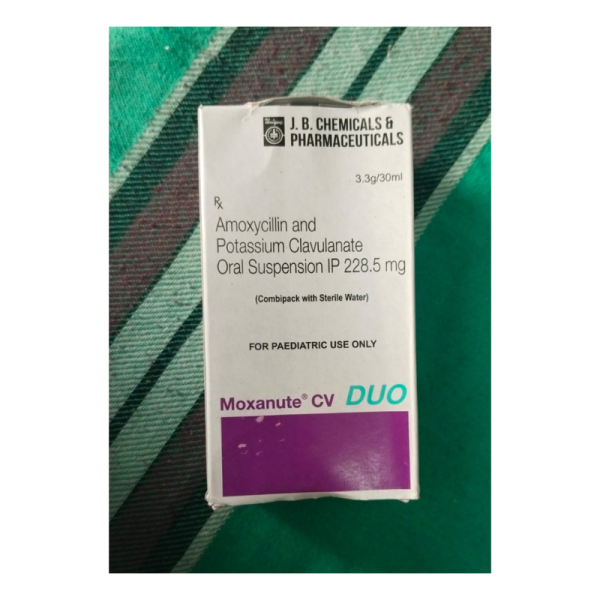 J. B. CHEMICALS &
PHARMACEUTICALS
3.3g/30ml
Rx
Amoxycillin and
Potassium Clavulanate
Oral Suspension IP 228.5 mg
(Combipack with Sterile Water)
FOR PAEDIATRIC USE ONLY
Moxanute® CV DUO